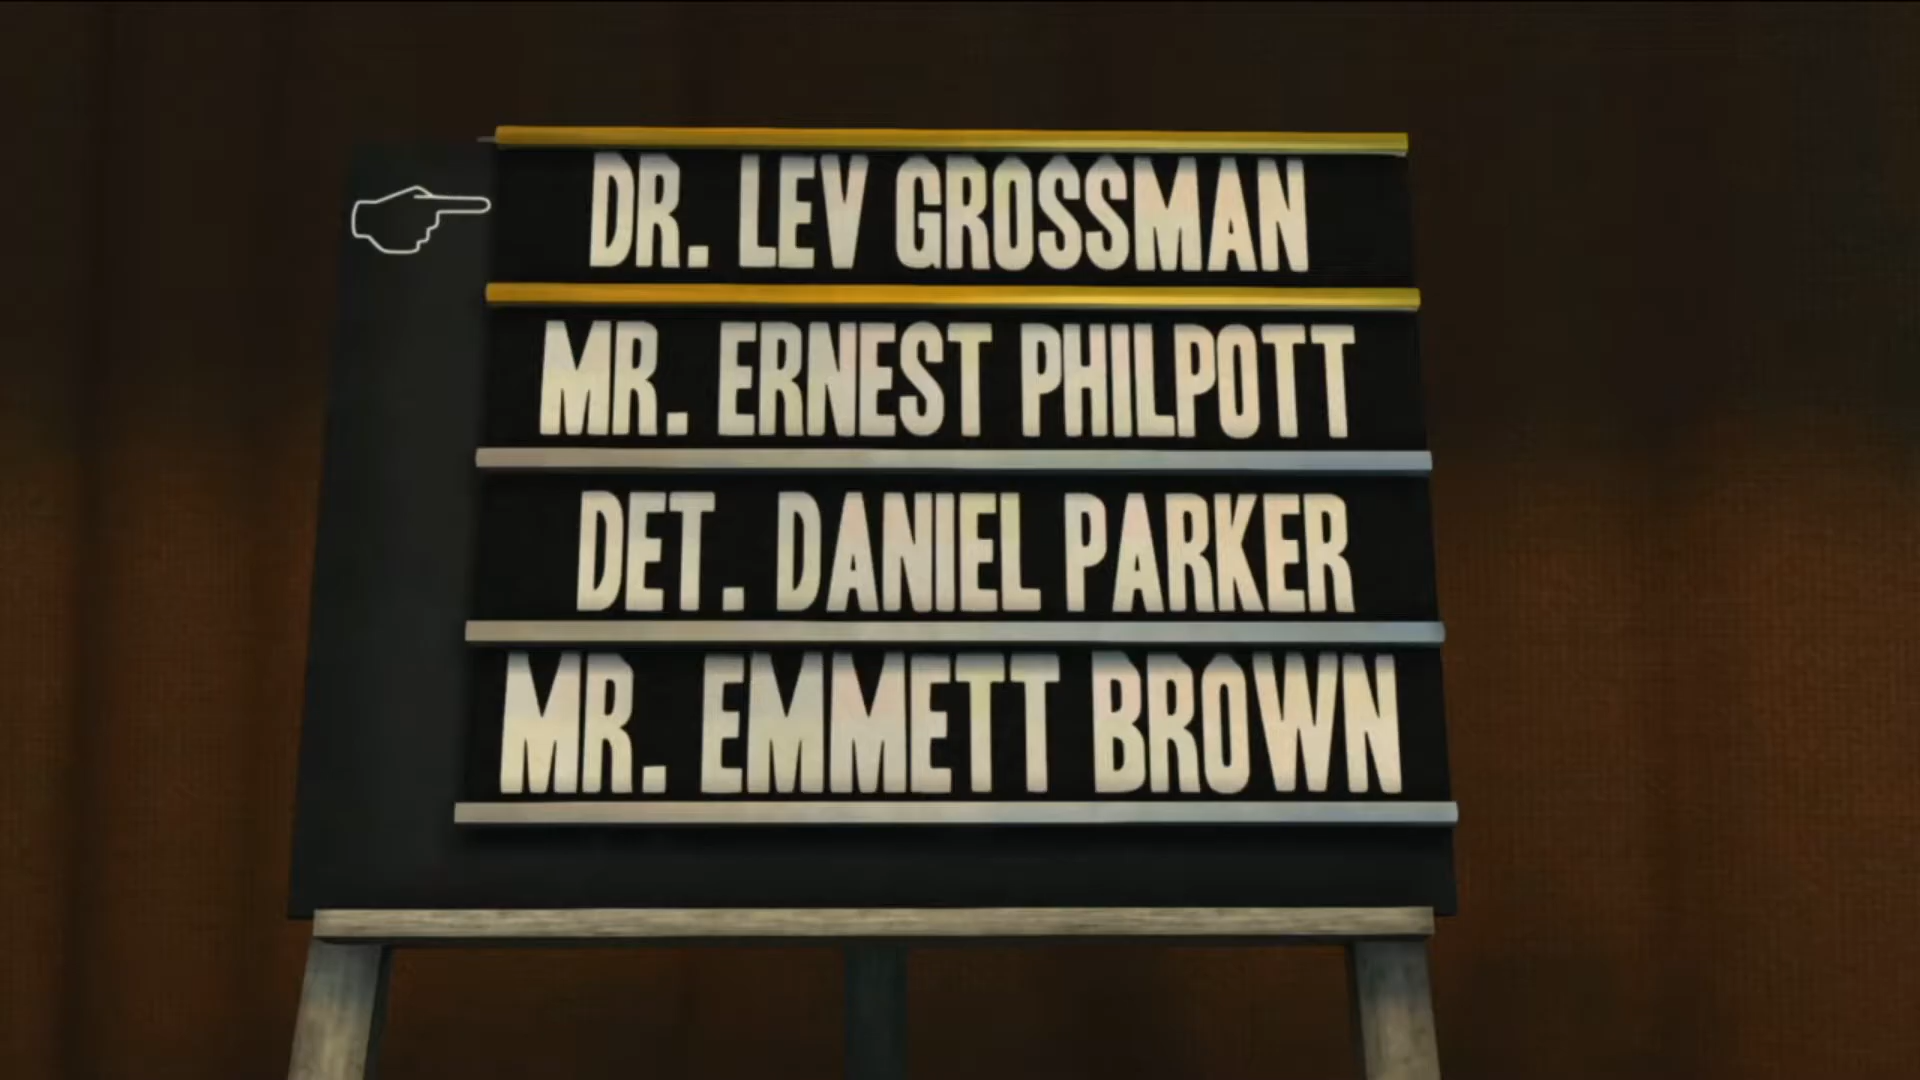 DR. LEV GROSSMAN
MR. ERNEST PHILPOTT
DET. DANIEL PARKER
MR. EMMETT BROWN